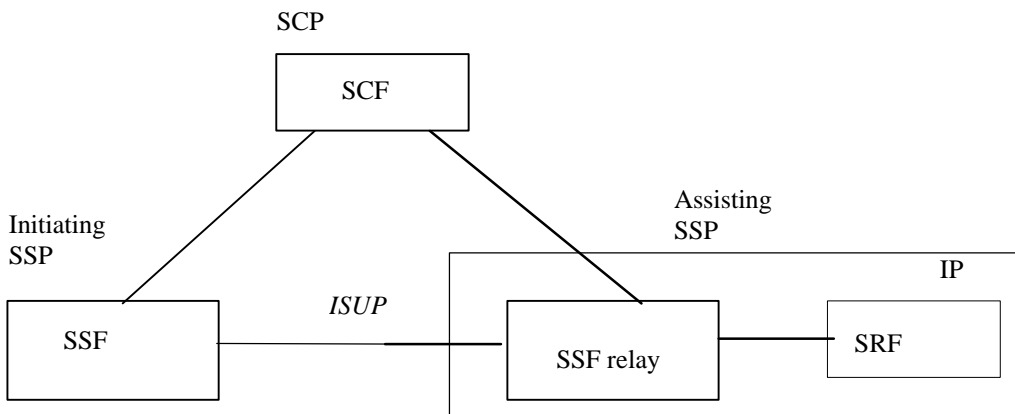 SCP
SCF
Initiating
SSP
Assisting
SSP
IP
ISUP
SSF
SSF relay
SRF